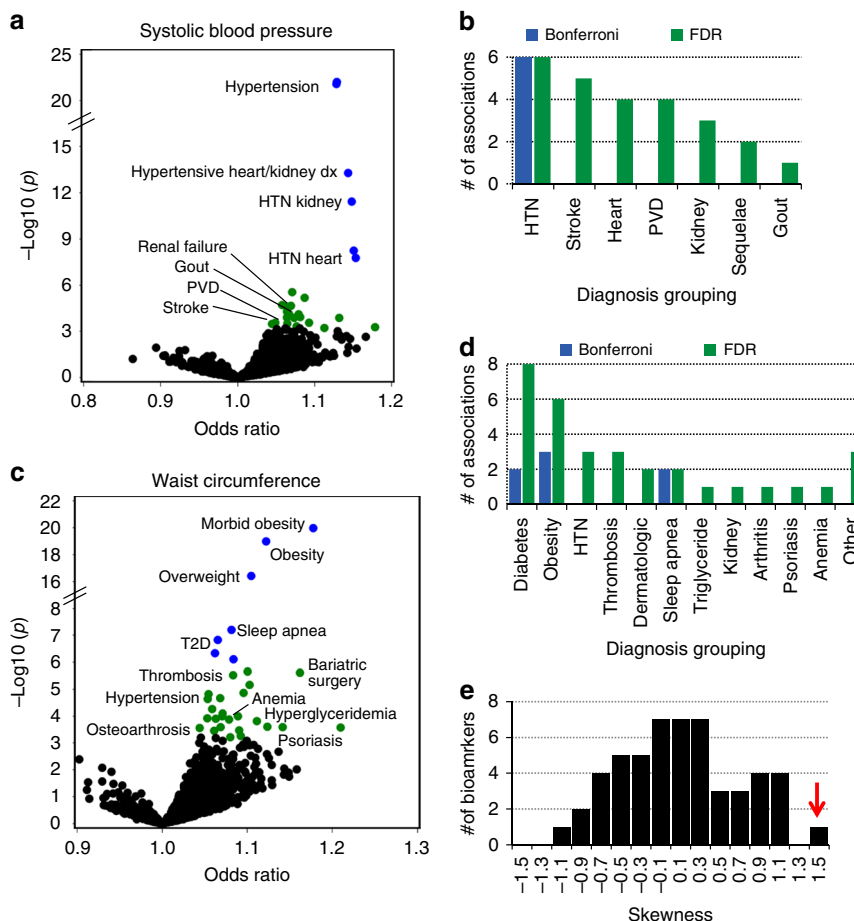 a
Systolic blood pressure
25
20
15
12
9
6
3
0
–Log10 (p)
Hypertension
Hypertensive heart/kidney dx
HTN kidney
HTN heart
Renal failure
Gout
PVD
Stroke
0.8 0.9 1.0 1.1 1.2
Odds ratio
b
Bonferroni FDR
6
4
2
0
# of associations
HTN
Stroke
Heart
PVD
Kidney
Sequelae
Gout
Diagnosis grouping
c
Waist circumference
22
20
18
16
8
7
6
5
4
3
2
1
0
–Log10 (p)
Morbid obesity
Obesity
Overweight
Sleep apnea
T2D
Thrombosis
Bariatric
surgery
Hypertension
Anemia
Hyperglyceridemia
Osteoarthrosis
Psoriasis
0.9 1.0 1.1 1.2 1.3
Odds ratio
d
Bonferroni FDR
8
6
4
2
0
# of associations
Diabetes
Obesity
HTN
Thrombosis
Dermatologic
Sleep apnea
Triglyceride
Kidney
Arthritis
Psoriasis
Anemia
Other
Diagnosis grouping
e
8
6
4
2
0
#of bioamrkers
–1.5
–1.3
–1.1
–0.9
–0.7
–0.5
–0.3
–0.1
0.1
0.3
0.5
0.7
0.9
1.1
1.3
1.5
Skewness